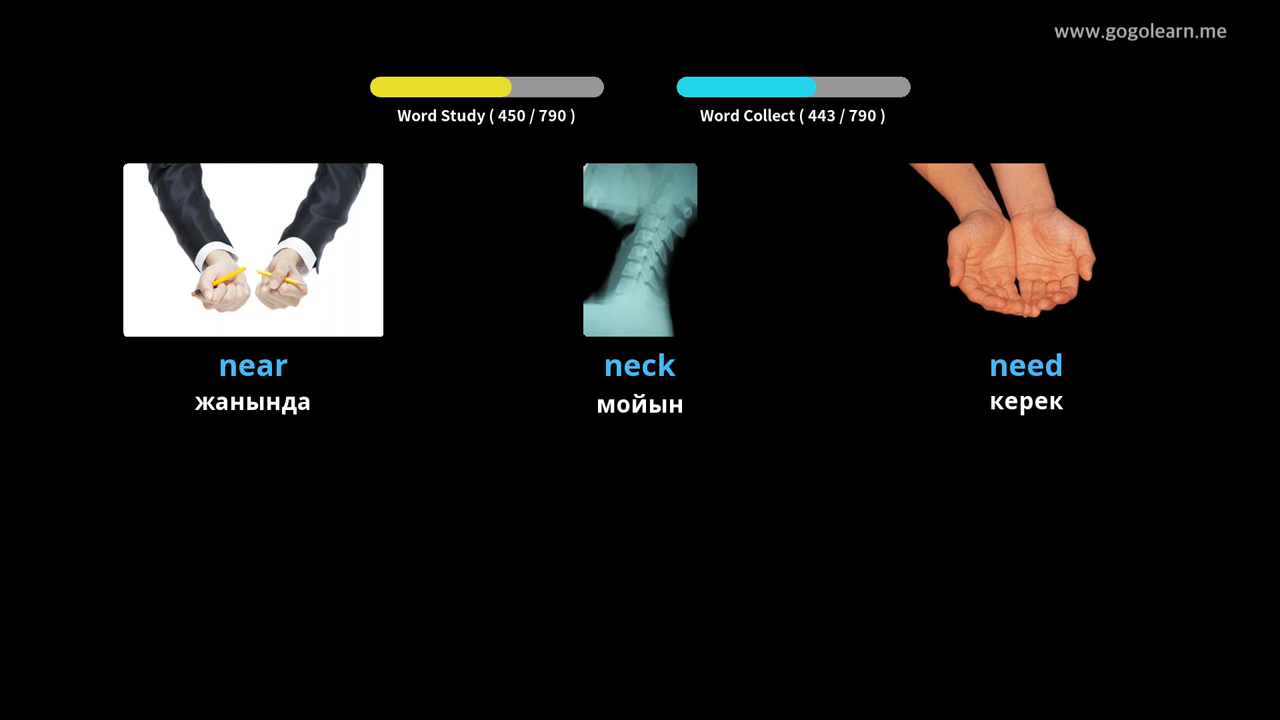 www.gogolearn.me
Word Study ( 450 / 790 )
Word Collect ( 443 / 790 )
near
жанында
neck
мойын
need
керек